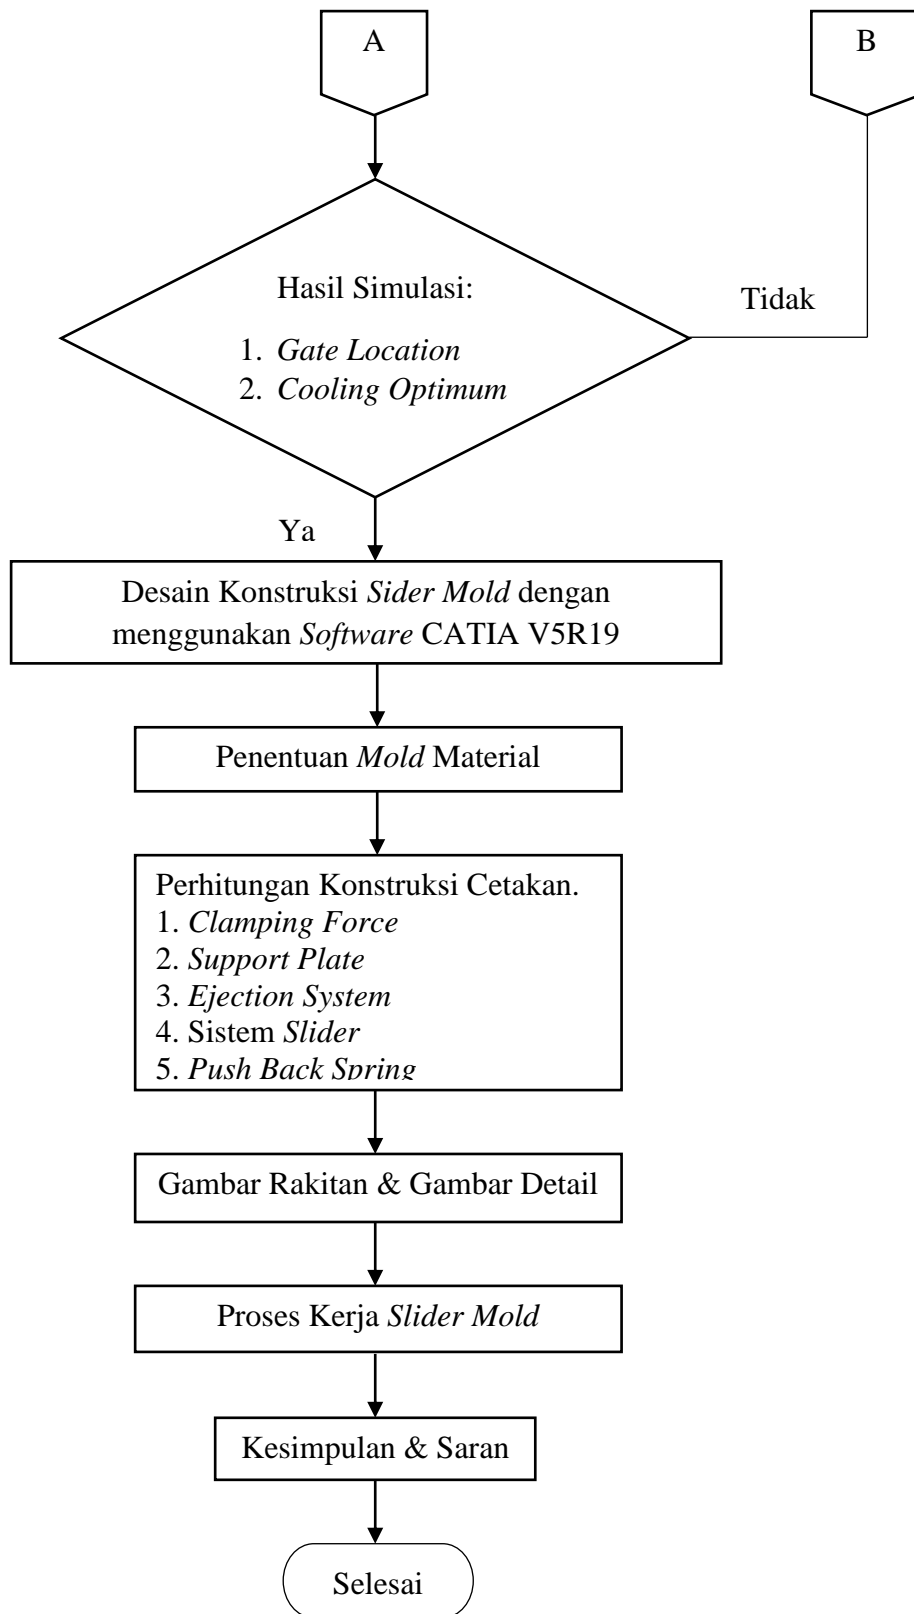 A
B
Hasil Simulasi:
Tidak
1. Gate Location
2. Cooling Optimum
Ya
Desain Konstruksi Sider Mold dengan
menggunakan Software CATIA V5R19
Penentuan Mold Material
Perhitungan Konstruksi Cetakan.
1. Clamping Force
2. Support Plate
3. Ejection System
4. Sistem Slider
5. Push Back Spring
Gambar Rakitan & Gambar Detail
Proses Kerja Slider Mold
Kesimpulan & Saran
Selesai